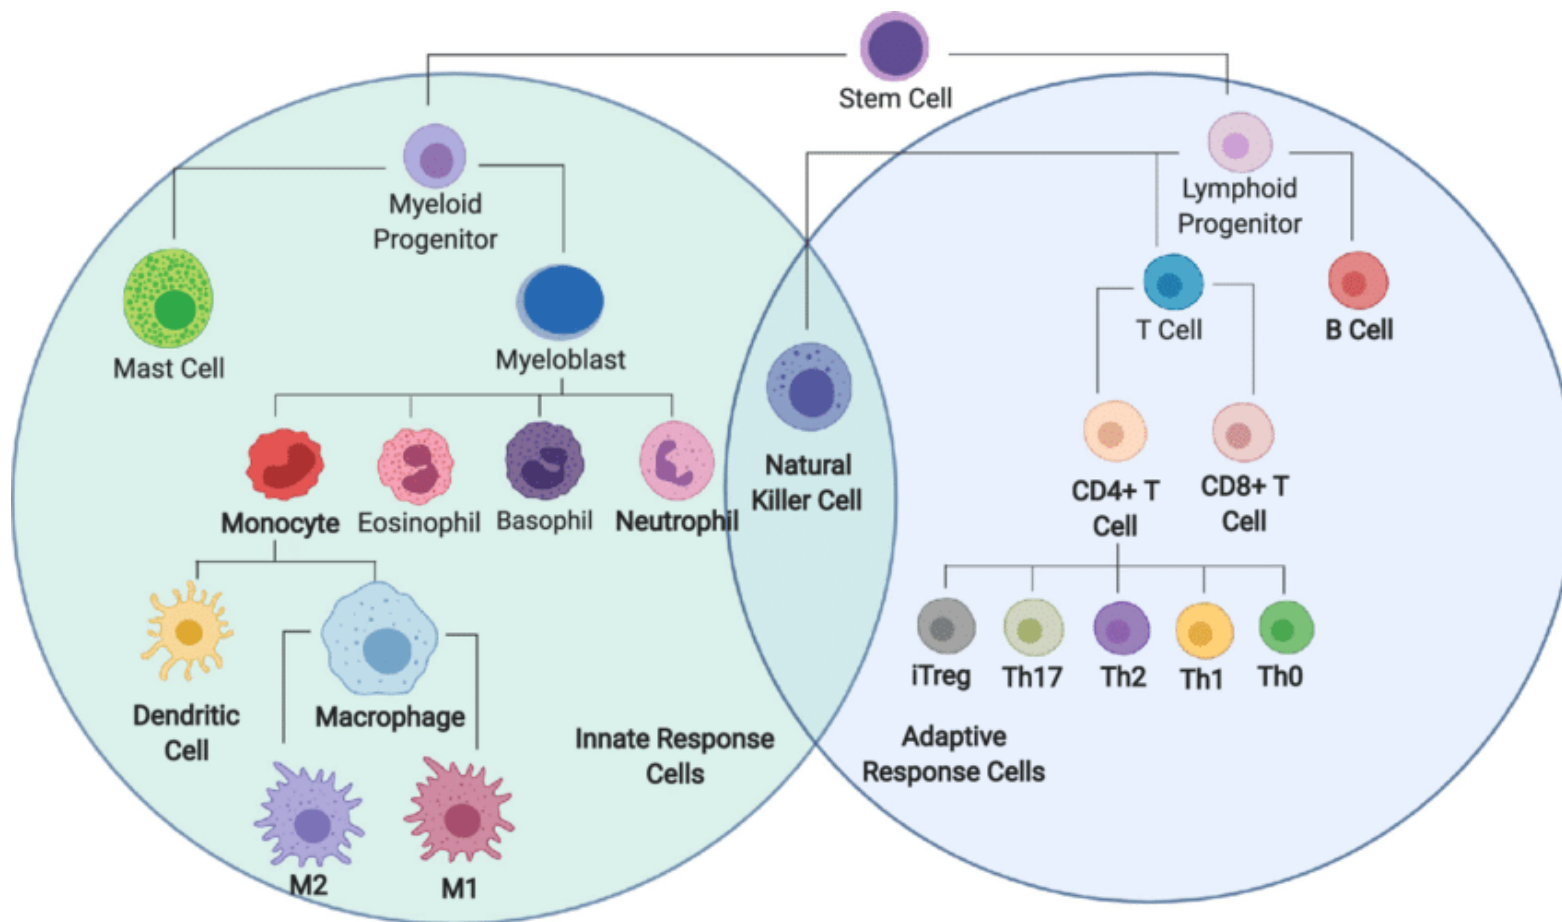 Stem Cell
Myeloid
Progenitor
Lymphoid
Progenitor
Mast Cell
Myeloblast
T Cell
B Cell
Natural
Killer Cell
Monocyte
Eosinophil
Basophil
Neutrophil
CD4+ T
Cell
CD8+ T
Cell
Dendritic
Cell
Macrophage
iTreg
Th17
Th2
Th1
Th0
Innate Response
Cells
Adaptive
Response Cells
M2
M1